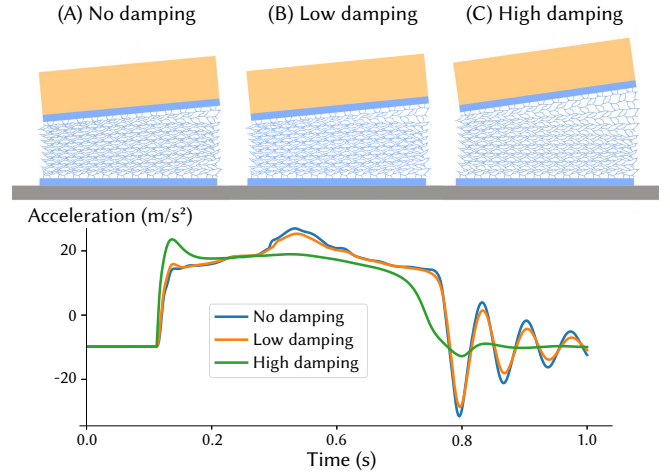 (A) No damping (B) Low damping (C) High damping
Acceleration (m/s²)
20
0
−20
No damping
Low damping
High damping
0.0 0.2 0.4 0.6 0.8 1.0
Time (s)